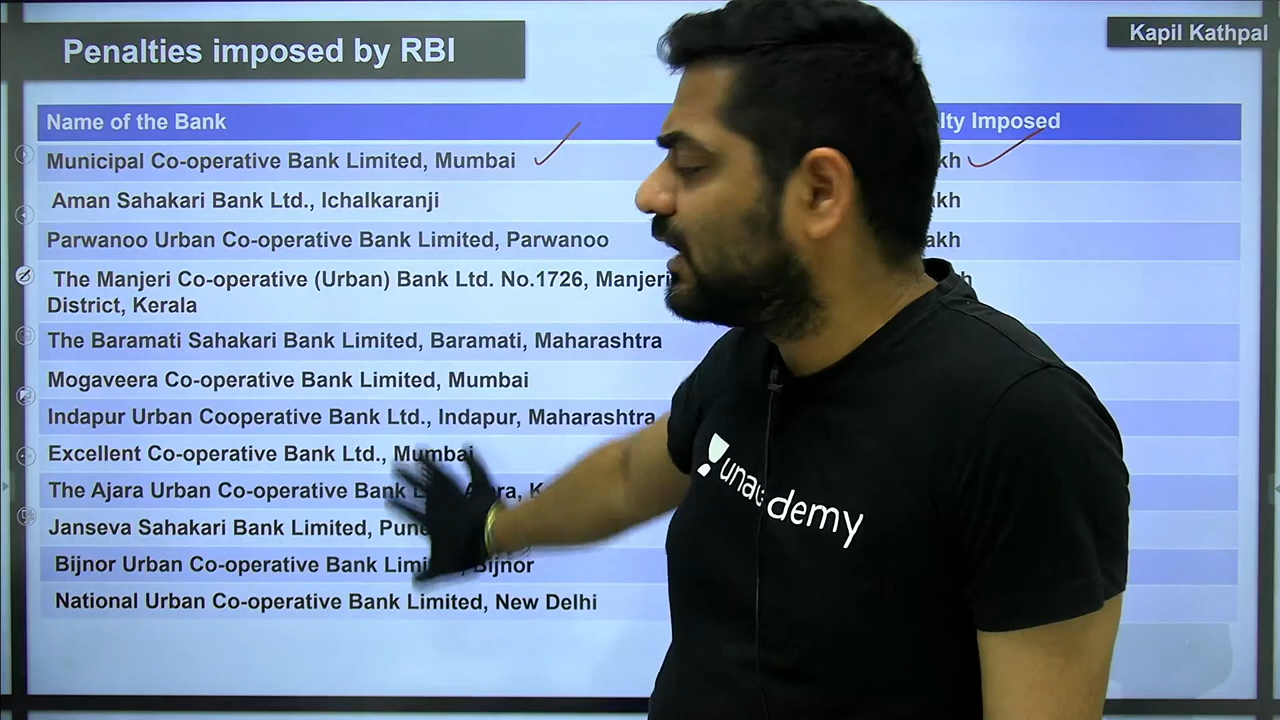 Penalties imposed by RBI
Kapil Kathpal
Name of the Bank
lty Imposed
Municipal Co-operative Bank Limited, Mumbai
kh
Aman Sahakari Bank Ltd., Ichalkaranji
akh
Parwanoo Urban Co-operative Bank Limited, Parwanoo
akh
The Manjeri Co-operative (Urban) Bank Ltd. No.1726, Manjeri
h
District, Kerala
The Baramati Sahakari Bank Limited, Baramati, Maharashtra
Mogaveera Co-operative Bank Limited, Mumbai
Indapur Urban Cooperative Bank Ltd., Indapur, Maharashtra
Excellent Co-operative Bank Ltd., Mumbai
The Ajara Urban Co-operative Bank
Janseva Sahakari Bank Limited, Pune
Bijnor Urban Co-operative Bank Limi , Bijnor
National Urban Co-operative Bank Limited, New Delhi
unacademy